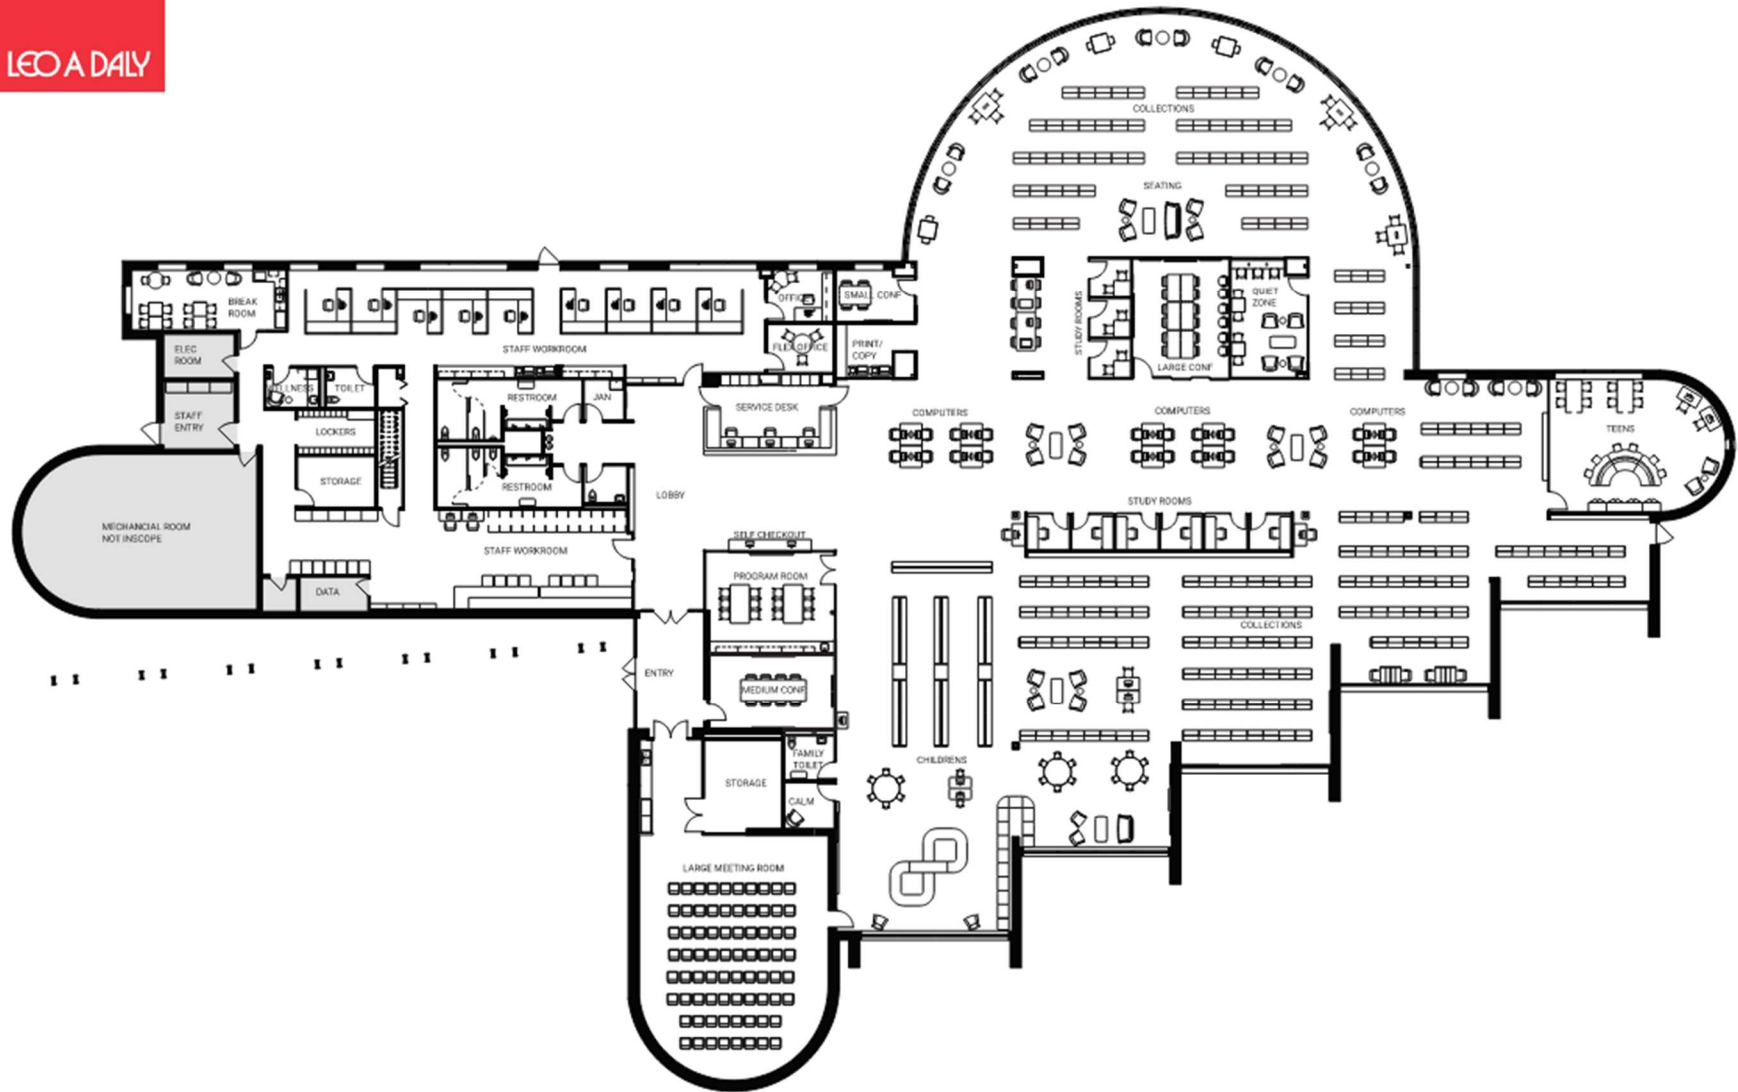 LEO A DALY
COLLECTIONS
SEATING
BREAK
ROOM
OFFICE
SMALL CONF
QUIET
ZONE
STUDY ROOMS
ELEC
ROOM
STAFF WORKROOM
FLEX OFFICE
PRINT/
COPY
LARGE CONF
WELLNESS
TOILET
RESTROOM
JAN
SERVICE DESK
COMPUTERS
COMPUTERS
COMPUTERS
STAFF
ENTRY
LOCKERS
TEENS
STORAGE
RESTROOM
LOBBY
STUDY ROOMS
MECHANCIAL ROOM
NOT INSCOPE
STAFF WORKROOM
SELF CHECKOUT
DATA
PROGRAM ROOM
COLLECTIONS
ENTRY
MEDIUM CONF
FAMILY
TOILET
CHILDRENS
STORAGE
CALM
LARGE MEETING ROOM